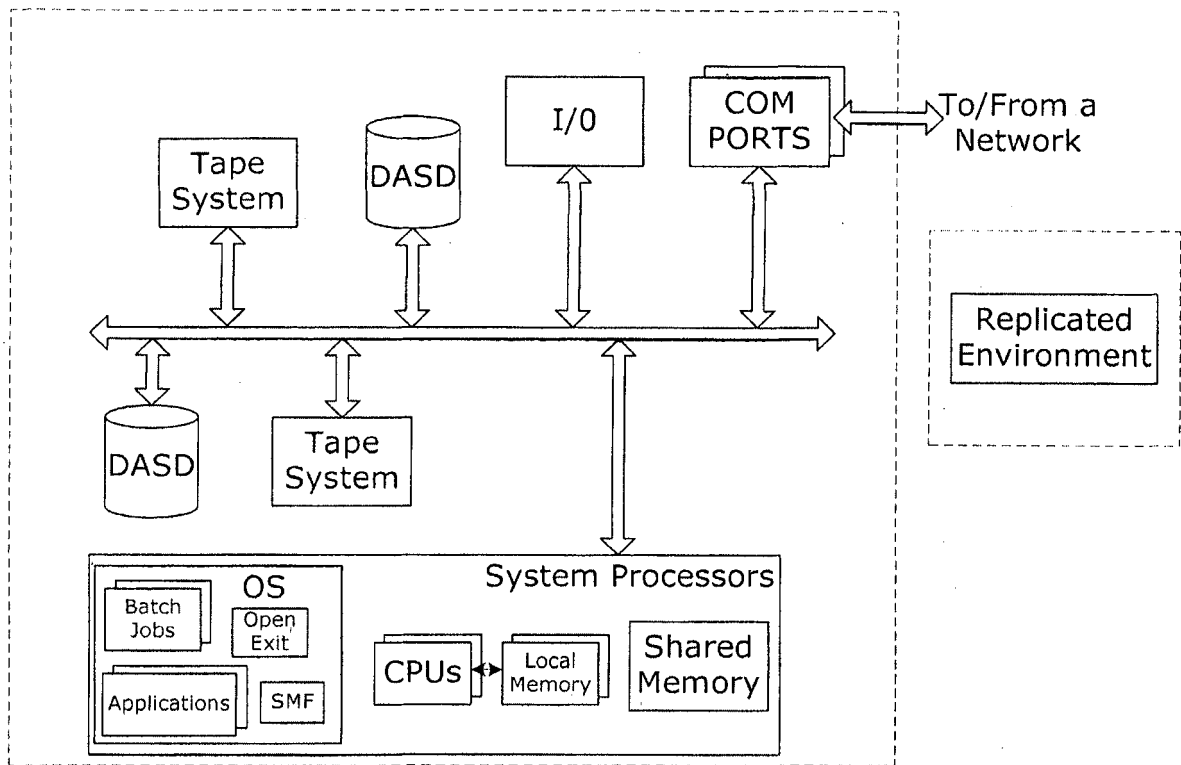 I/0
COM
PORTS
To/From a
Network
Tape
System
DASD
Replicated
Environment
DASD
Tape
System
System Processors
OS
Batch
Jobs
Open
Exit
Applications
SMF
CPUs
Local
Memory
Shared
Memory